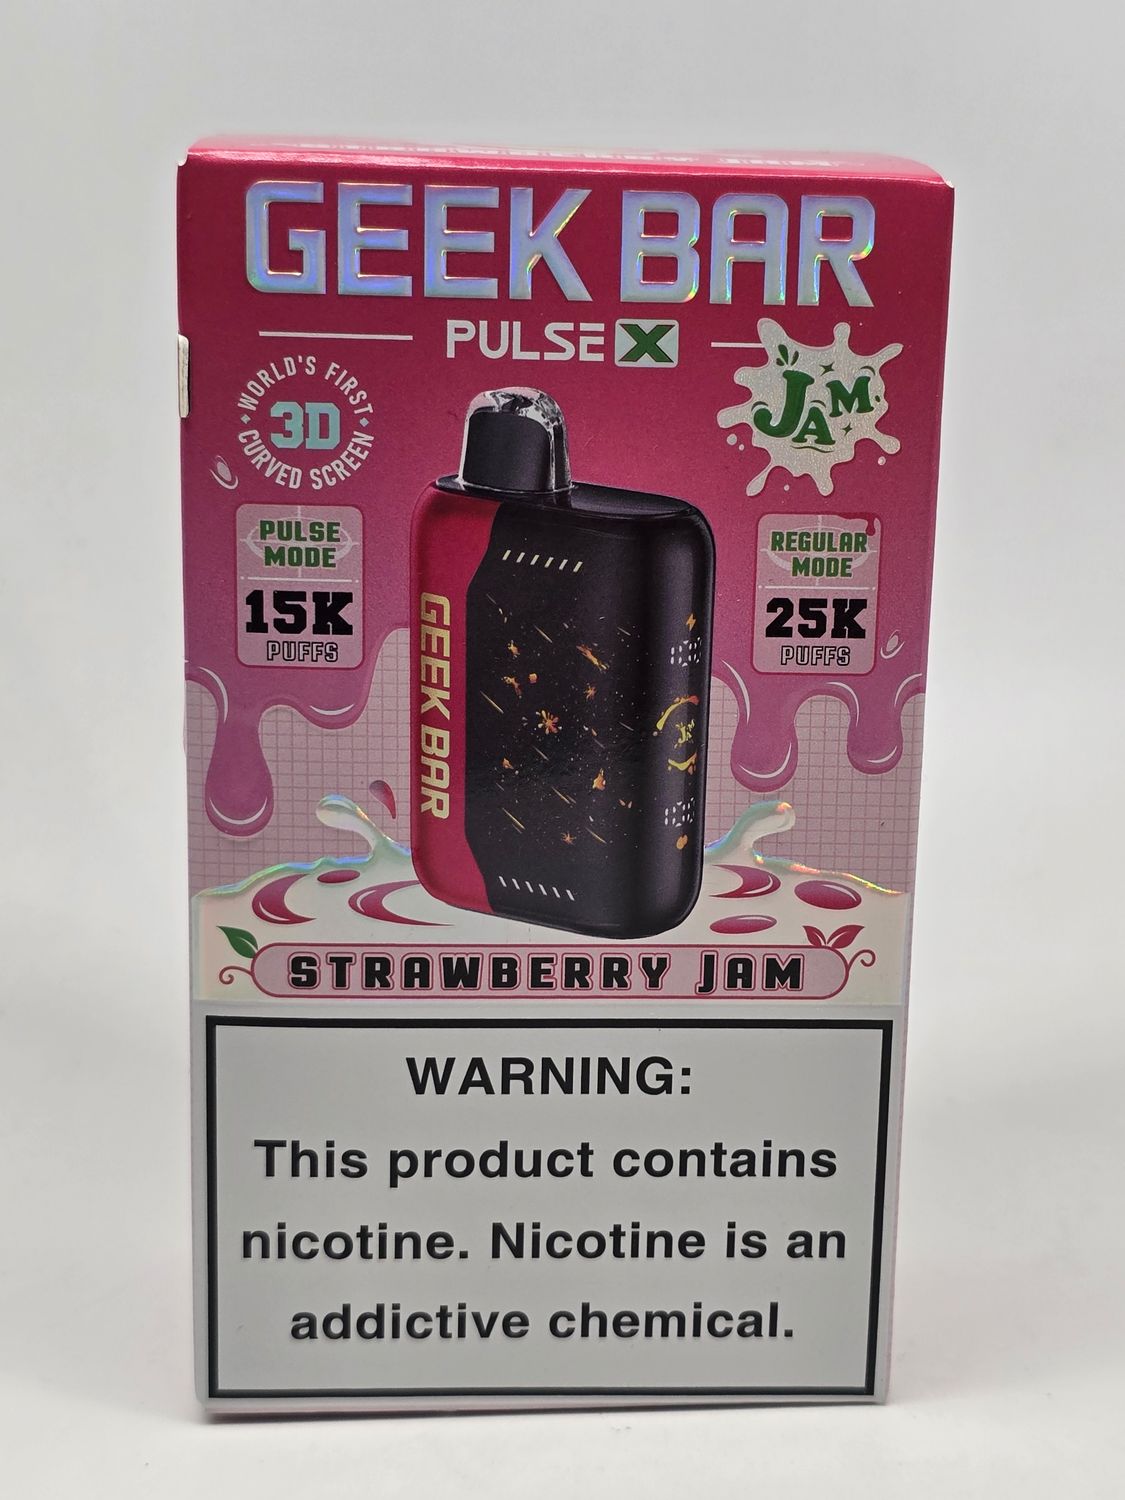 GEEK BAR
PULSE X
WORLD'S FIRST
3D
CURVED SCREEN
JAM
PULSE
MODE
15K
PUFFS
REGULAR
MODE
25K
PUFFS
GEEK BAR
STRAWBERRY JAM
WARNING:
This product contains
nicotine. Nicotine is an
addictive chemical.